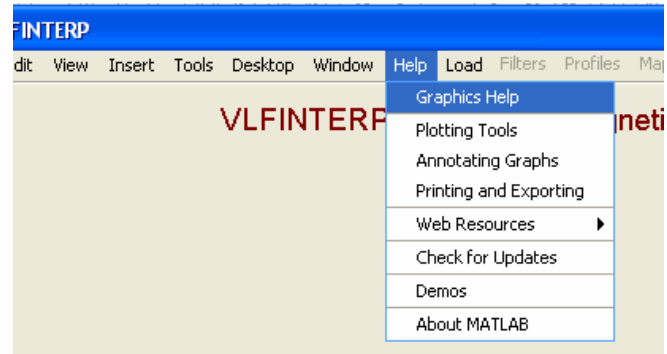 FINTERP
dit View Insert Tools Desktop Window Help Load Filters Profiles Map
VLFINTERP neti
Graphics Help
Plotting Tools
Annotating Graphs
Printing and Exporting
Web Resources
Check for Updates
Demos
About MATLAB